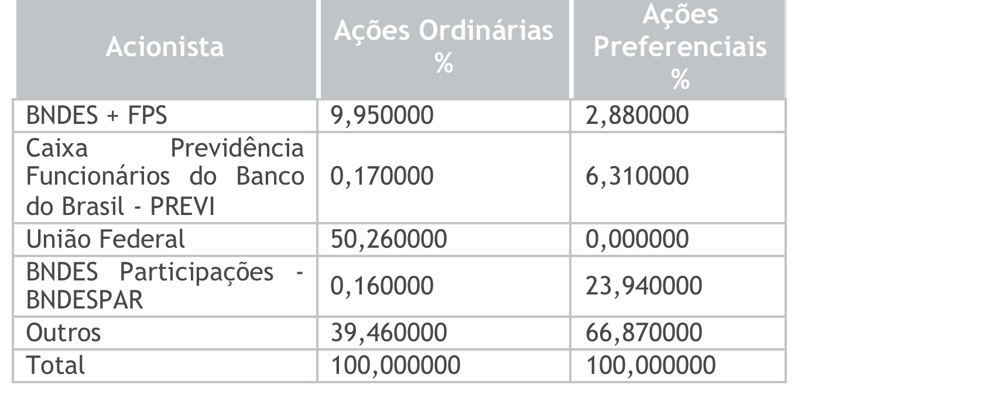 Acionista
Ações Ordinárias
%
Ações
Preferenciais
%
BNDES + FPS
9,950000
2,880000
Caixa Previdência
Funcionários do Banco
do Brasil - PREVI
0,170000
6,310000
União Federal
50,260000
0,000000
BNDES Participações -
BNDESPAR
0,160000
23,940000
Outros
39,460000
66,870000
Total
100,000000
100,000000